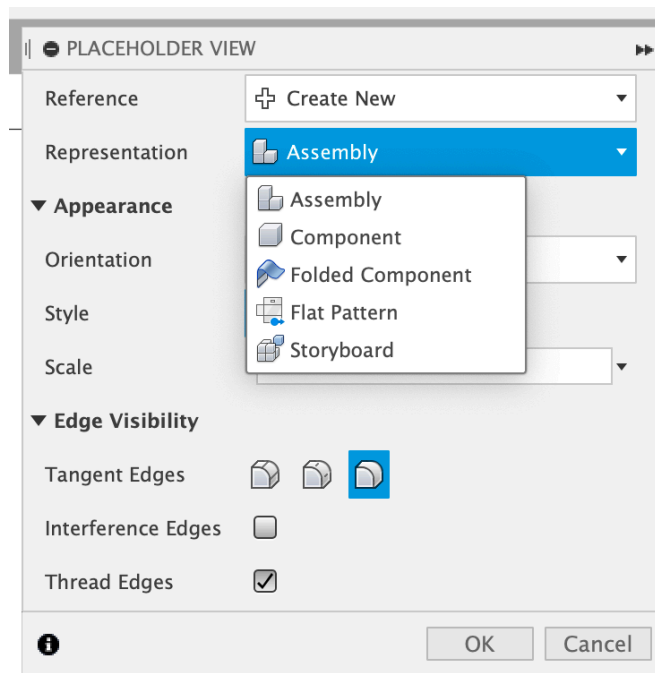 PLACEHOLDER VIEW
Reference Create New
Representation Assembly
Appearance
Assembly
Component
Orientation
Folded Component
Style Flat Pattern
Storyboard
Scale
Edge Visibility
Tangent Edges
Interference Edges
Thread Edges
OK Cancel